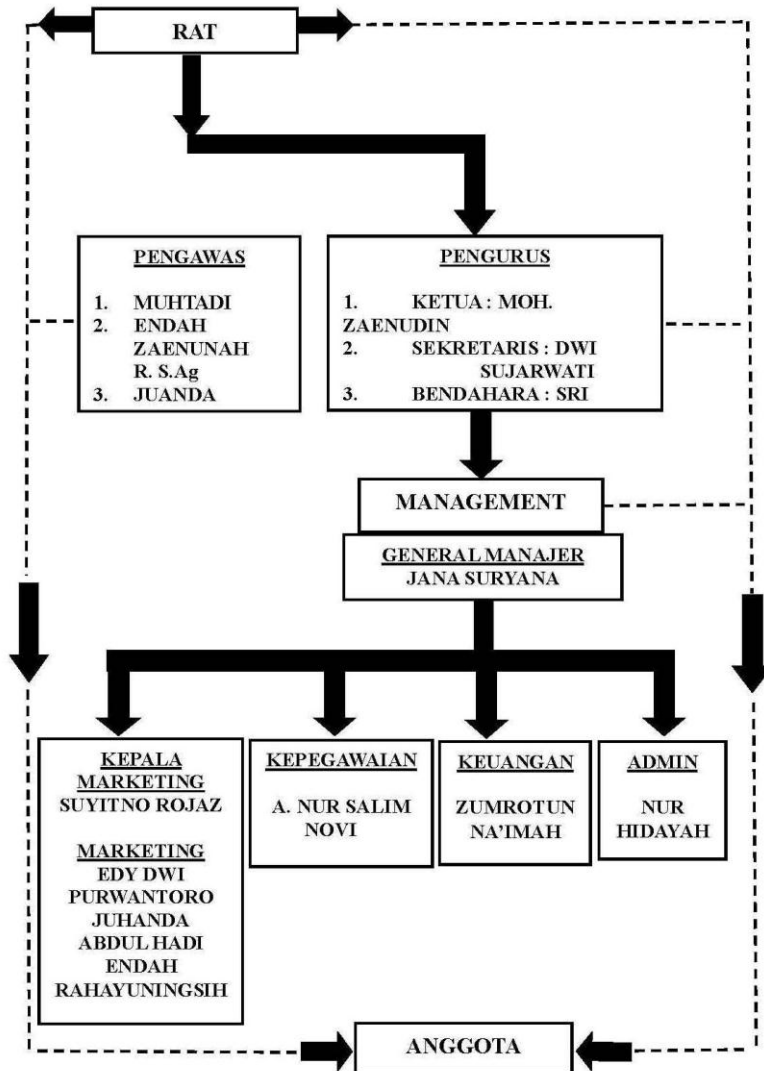 RAT
PENGAWAS
1. MUHTADI
2. ENDAH
ZAENUNAH
R. S.Ag
3. JUANDA
PENGURUS
1. KETUA : MOH.
ZAENUDIN
2. SEKRETARIS : DWI
SUJARWATI
3. BENDAHARA : SRI
MANAGEMENT
GENERAL MANAJER
JANA SURYANA
KEPALA
MARKETING
SUYITNO ROJAZ
MARKETING
EDY DWI
PURWANTORO
JUHANDA
ABDUL HADI
ENDAH
RAHAYUNINGSIH
KEPEGAWAIAN
A. NUR SALIM
NOVI
KEUANGAN
ZUMROTUN
NA'IMAH
ADMIN
NUR
HIDAYAH
ANGGOTA